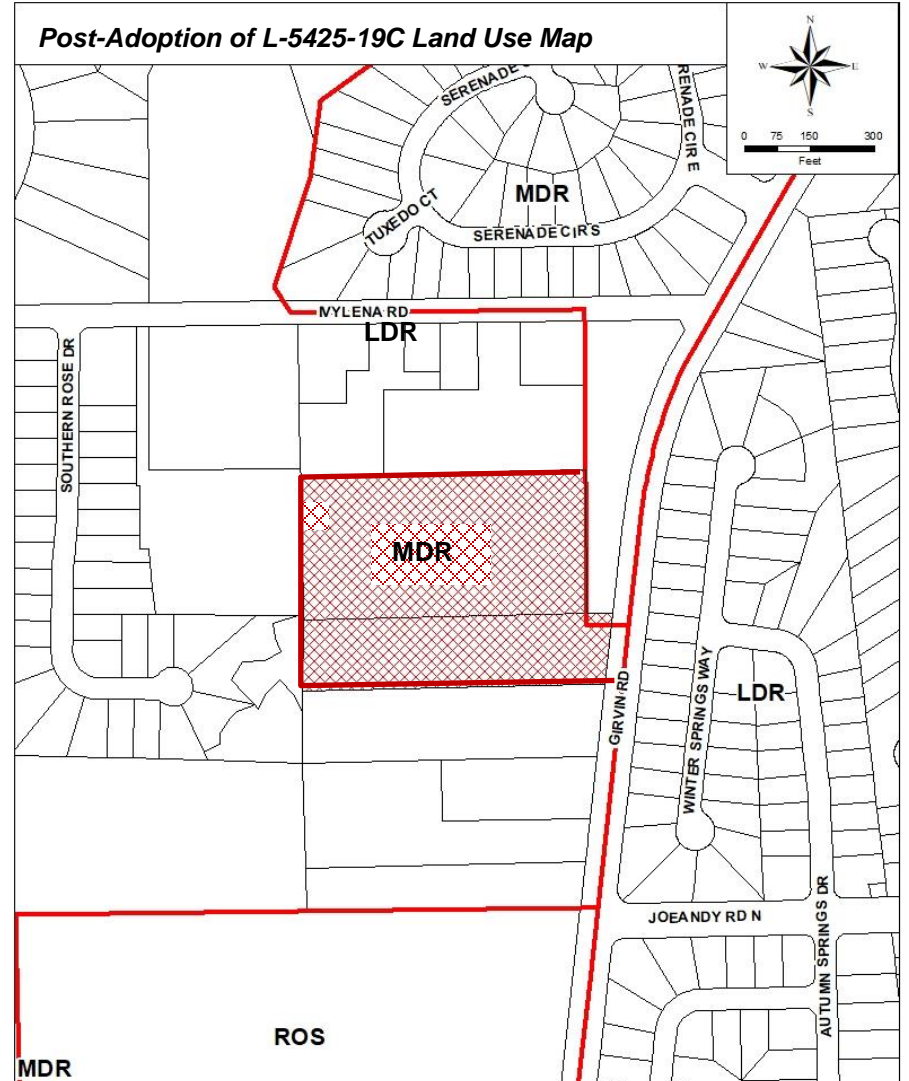 Post-Adoption of L-5425-19C Land Use Map
N
W E
S
0 75 150 300
Feet
SERENADE C
RENADE CIR E
MDR
TUXEDO CT
SERENADE CIR S
IVYLENA RD
LDR
SOUTHERN ROSE DR
MDR
GIRVIN RD
WINTER SPRINGS WAY
LDR
JOEANDY RD N
AUTUMN SPRINGS DR
ROS
MDR